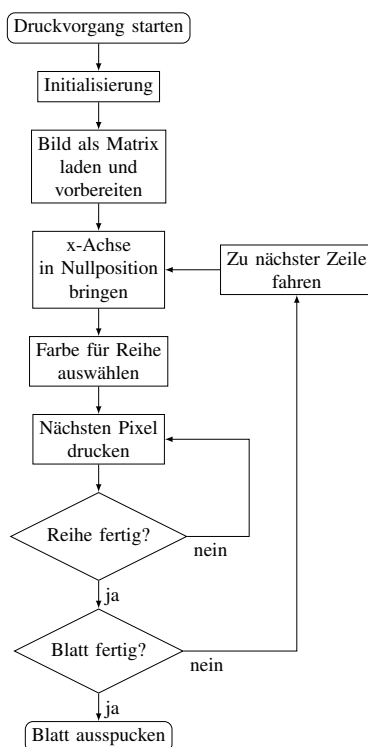 Druckvorgang starten
Initialisierung
Bild als Matrix
laden und
vorbereiten
x-Achse
in Nullposition
bringen
Zu nächster Zeile
fahren
Farbe für Reihe
auswählen
Nächsten Pixel
drucken
Reihe fertig?
nein
ja
Blatt fertig?
nein
ja
Blatt ausspucken